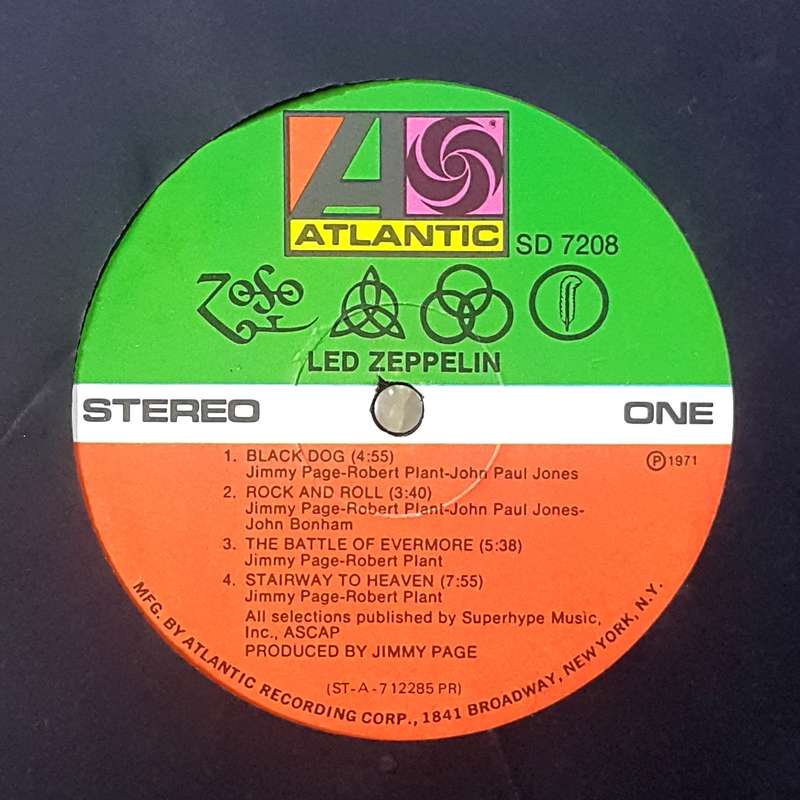 ATLANTIC
®
SD 7208
ZoSo
LED ZEPPELIN
STEREO
ONE
℗ 1971
1. BLACK DOG (4:55)
Jimmy Page-Robert Plant-John Paul Jones
2. ROCK AND ROLL (3:40)
Jimmy Page-Robert Plant-John Paul Jones-
John Bonham
3. THE BATTLE OF EVERMORE (5:38)
Jimmy Page-Robert Plant
4. STAIRWAY TO HEAVEN (7:55)
Jimmy Page-Robert Plant
All selections published by Superhype Music,
Inc., ASCAP
PRODUCED BY JIMMY PAGE
(ST-A-712285 PR)
MFG. BY ATLANTIC RECORDING CORP., 1841 BROADWAY, NEW YORK, N.Y.